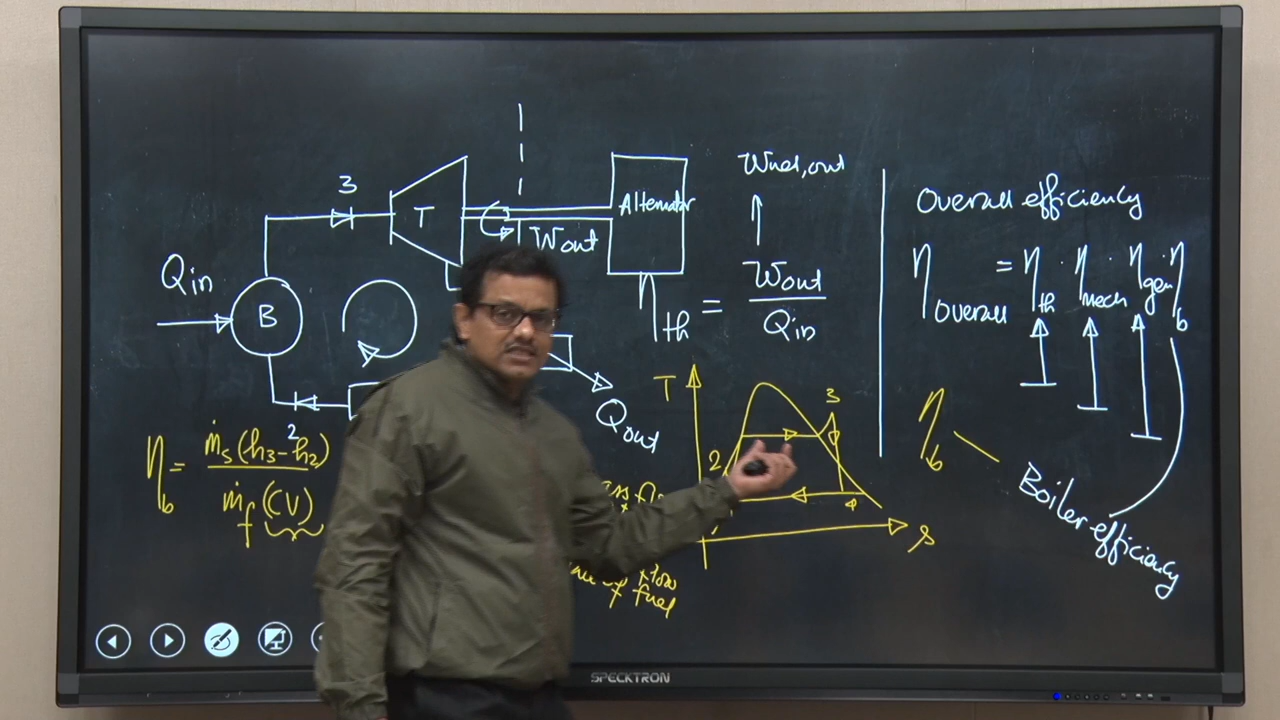 3
T
Alternator
Wout
Wnet,out
Qin
B
2
Qout
ηth = Wout / Qin
ηb = ṁs(h3-h2) / ṁf(CV)
of fuel
T
3
2
4
s
Overall efficiency
ηoverall = ηth · ηmech · ηgen · ηb
ηb
Boiler efficiency
SPECKTRON